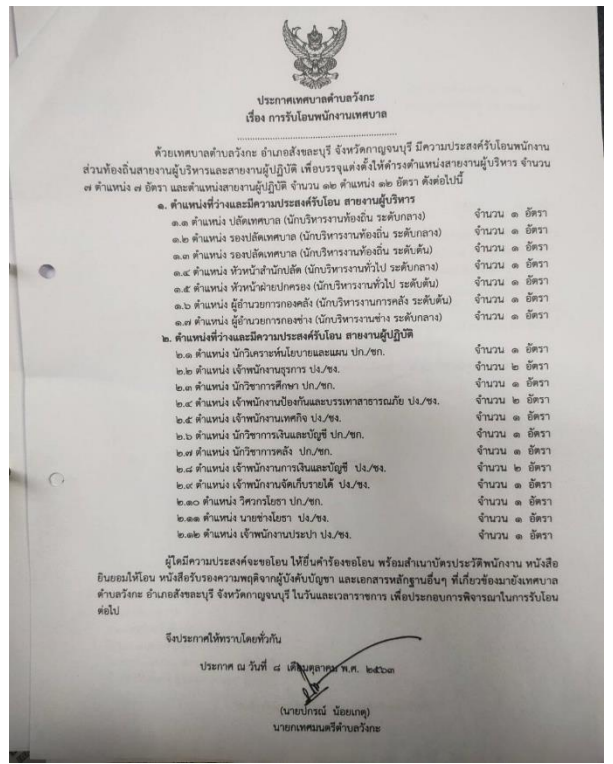 ประกาศเทศบาลตำบลวังกะ
เรื่อง การรับโอนพนักงานเทศบาล
ด้วยเทศบาลตำบลวังกะ อำเภอสังขละบุรี จังหวัดกาญจนบุรี มีความประสงค์รับโอนพนักงาน
ส่วนท้องถิ่นสายงานผู้บริหารและสายงานผู้ปฏิบัติ เพื่อบรรจุแต่งตั้งให้ดำรงตำแหน่งสายงานผู้บริหาร จำนวน
๗ ตำแหน่ง ๗ อัตรา และตำแหน่งสายงานผู้ปฏิบัติ จำนวน ๑๒ ตำแหน่ง ๑๒ อัตรา ดังต่อไปนี้
๑. ตำแหน่งที่ว่างและมีความประสงค์รับโอน สายงานผู้บริหาร
๑.๑ ตำแหน่ง ปลัดเทศบาล (นักบริหารงานท้องถิ่น ระดับกลาง) จำนวน ๑ อัตรา
๑.๒ ตำแหน่ง รองปลัดเทศบาล (นักบริหารงานท้องถิ่น ระดับกลาง) จำนวน ๑ อัตรา
๑.๓ ตำแหน่ง รองปลัดเทศบาล (นักบริหารงานท้องถิ่น ระดับต้น) จำนวน ๑ อัตรา
๑.๔ ตำแหน่ง หัวหน้าสำนักปลัด (นักบริหารงานทั่วไป ระดับกลาง) จำนวน ๑ อัตรา
๑.๕ ตำแหน่ง หัวหน้าฝ่ายปกครอง (นักบริหารงานทั่วไป ระดับต้น) จำนวน ๑ อัตรา
๑.๖ ตำแหน่ง ผู้อำนวยการกองคลัง (นักบริหารงานการคลัง ระดับต้น) จำนวน ๑ อัตรา
๑.๗ ตำแหน่ง ผู้อำนวยการกองช่าง (นักบริหารงานช่าง ระดับกลาง) จำนวน ๑ อัตรา
๒. ตำแหน่งที่ว่างและมีความประสงค์รับโอน สายงานผู้ปฏิบัติ
๒.๑ ตำแหน่ง นักวิเคราะห์นโยบายและแผน ปก./ชก. จำนวน ๑ อัตรา
๒.๒ ตำแหน่ง เจ้าพนักงานธุรการ ปง./ชง. จำนวน ๒ อัตรา
๒.๓ ตำแหน่ง นักวิชาการศึกษา ปก./ชก. จำนวน ๑ อัตรา
๒.๔ ตำแหน่ง เจ้าพนักงานป้องกันและบรรเทาสาธารณภัย ปง./ชง. จำนวน ๒ อัตรา
๒.๕ ตำแหน่ง เจ้าพนักงานเทศกิจ ปง./ชง. จำนวน ๑ อัตรา
๒.๖ ตำแหน่ง นักวิชาการเงินและบัญชี ปก./ชก. จำนวน ๑ อัตรา
๒.๗ ตำแหน่ง นักวิชาการคลัง ปก./ชก. จำนวน ๑ อัตรา
๒.๘ ตำแหน่ง เจ้าพนักงานการเงินและบัญชี ปง./ชง. จำนวน ๒ อัตรา
๒.๙ ตำแหน่ง เจ้าพนักงานจัดเก็บรายได้ ปง./ชง. จำนวน ๑ อัตรา
๒.๑๐ ตำแหน่ง วิศวกรโยธา ปก./ชก. จำนวน ๑ อัตรา
๒.๑๑ ตำแหน่ง นายช่างโยธา ปง./ชง. จำนวน ๑ อัตรา
๒.๑๒ ตำแหน่ง เจ้าพนักงานประปา ปง./ชง. จำนวน ๑ อัตรา
ผู้ใดมีความประสงค์จะขอโอน ให้ยื่นคำร้องขอโอน พร้อมสำเนาบัตรประวัติพนักงาน หนังสือ
ยินยอมให้โอน หนังสือรับรองความพฤติจากผู้บังคับบัญชา และเอกสารหลักฐานอื่นๆ ที่เกี่ยวข้องมายังเทศบาล
ตำบลวังกะ อำเภอสังขละบุรี จังหวัดกาญจนบุรี ในวันและเวลาราชการ เพื่อประกอบการพิจารณาในการรับโอน
ต่อไป
จึงประกาศให้ทราบโดยทั่วกัน
ประกาศ ณ วันที่ ๘ เดือนตุลาคม พ.ศ. ๒๕๖๓
(นายปกรณ์ น้อยเกตุ)
นายกเทศมนตรีตำบลวังกะ